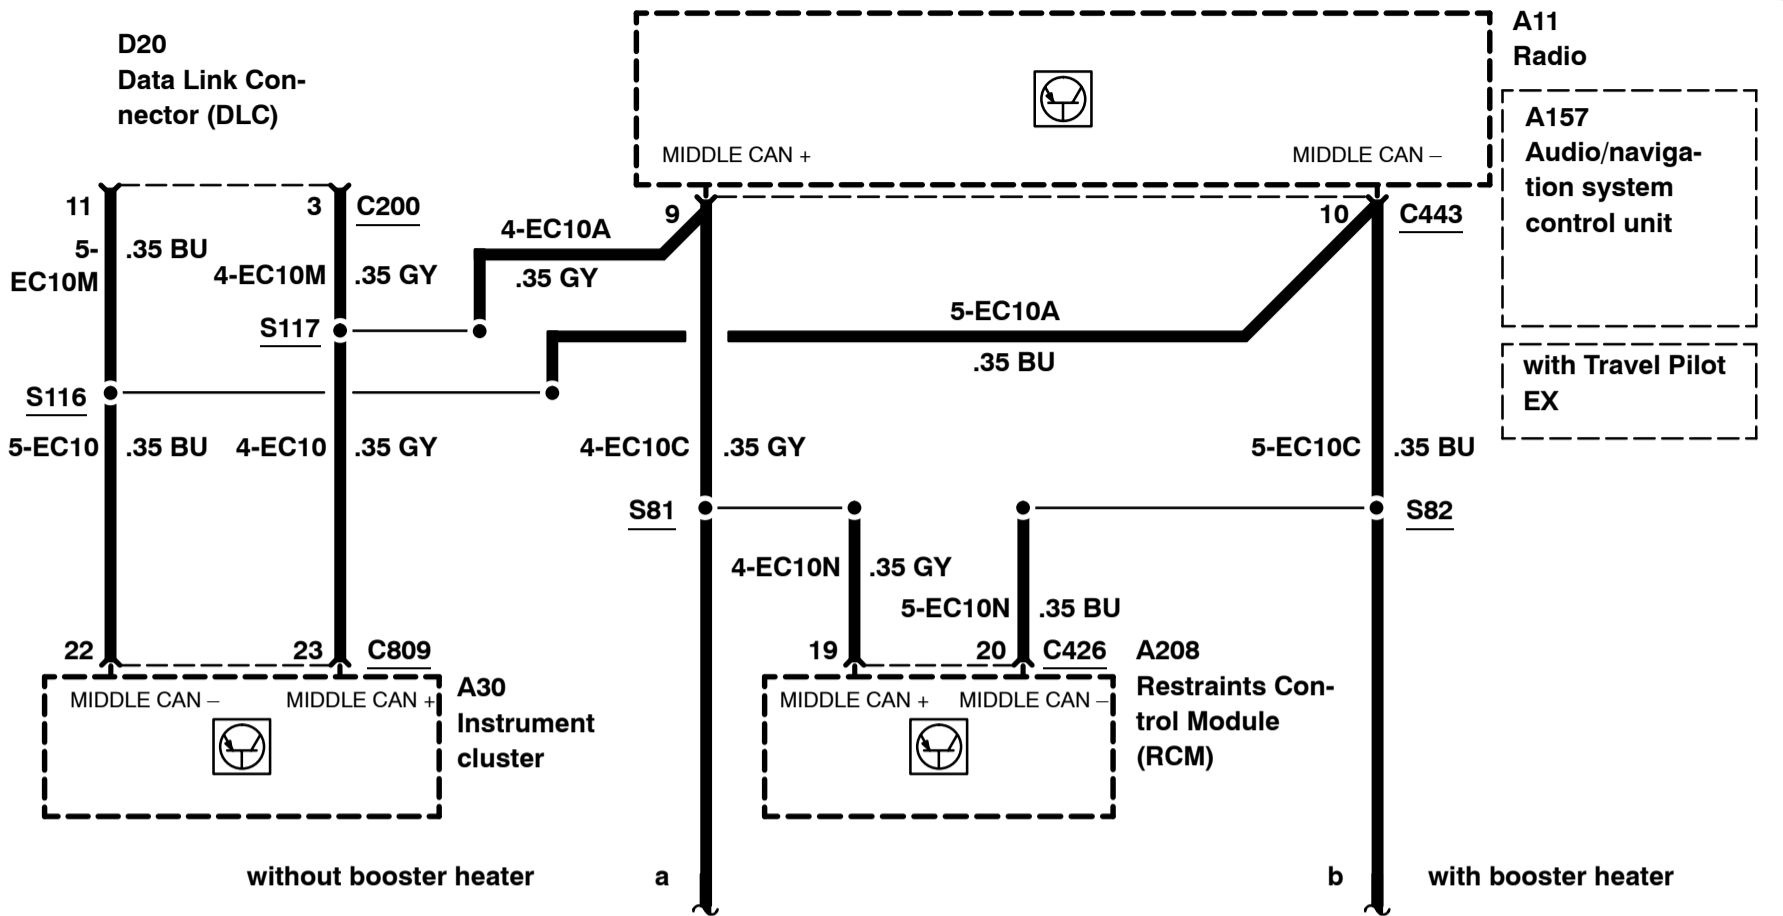 D20
Data Link Con-
nector (DLC)
A11
Radio
A157
Audio/naviga-
tion system
control unit
with Travel Pilot
EX
MIDDLE CAN +
MIDDLE CAN –
11
3
C200
9
10
C443
5-
EC10M
.35 BU
4-EC10M
.35 GY
4-EC10A
.35 GY
5-EC10A
.35 BU
S117
S116
5-EC10
.35 BU
4-EC10
.35 GY
4-EC10C
.35 GY
5-EC10C
.35 BU
S81
S82
4-EC10N
.35 GY
5-EC10N
.35 BU
22
23
C809
19
20
C426
A208
Restraints Con-
trol Module
(RCM)
MIDDLE CAN –
MIDDLE CAN +
A30
Instrument
cluster
MIDDLE CAN +
MIDDLE CAN –
without booster heater
a
b
with booster heater